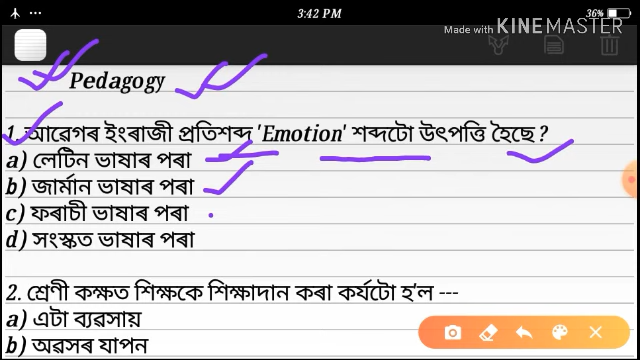 3:42 PM
36%
Made with KINEMASTER
Pedagogy
1. আৱেগৰ ইংৰাজী প্ৰতিশব্দ 'Emotion' শব্দটো উৎপত্তি হৈছে ?
a) লেটিন ভাষাৰ পৰা
b) জাৰ্মান ভাষাৰ পৰা
c) ফৰাচী ভাষাৰ পৰা
d) সংস্কত ভাষাৰ পৰা
2. শ্ৰেণী কক্ষত শিক্ষকে শিক্ষাদান কৰা কৰ্যটো হ'ল ---
a) এটা ব্যৱসায়
b) অৱসৰ যাপন